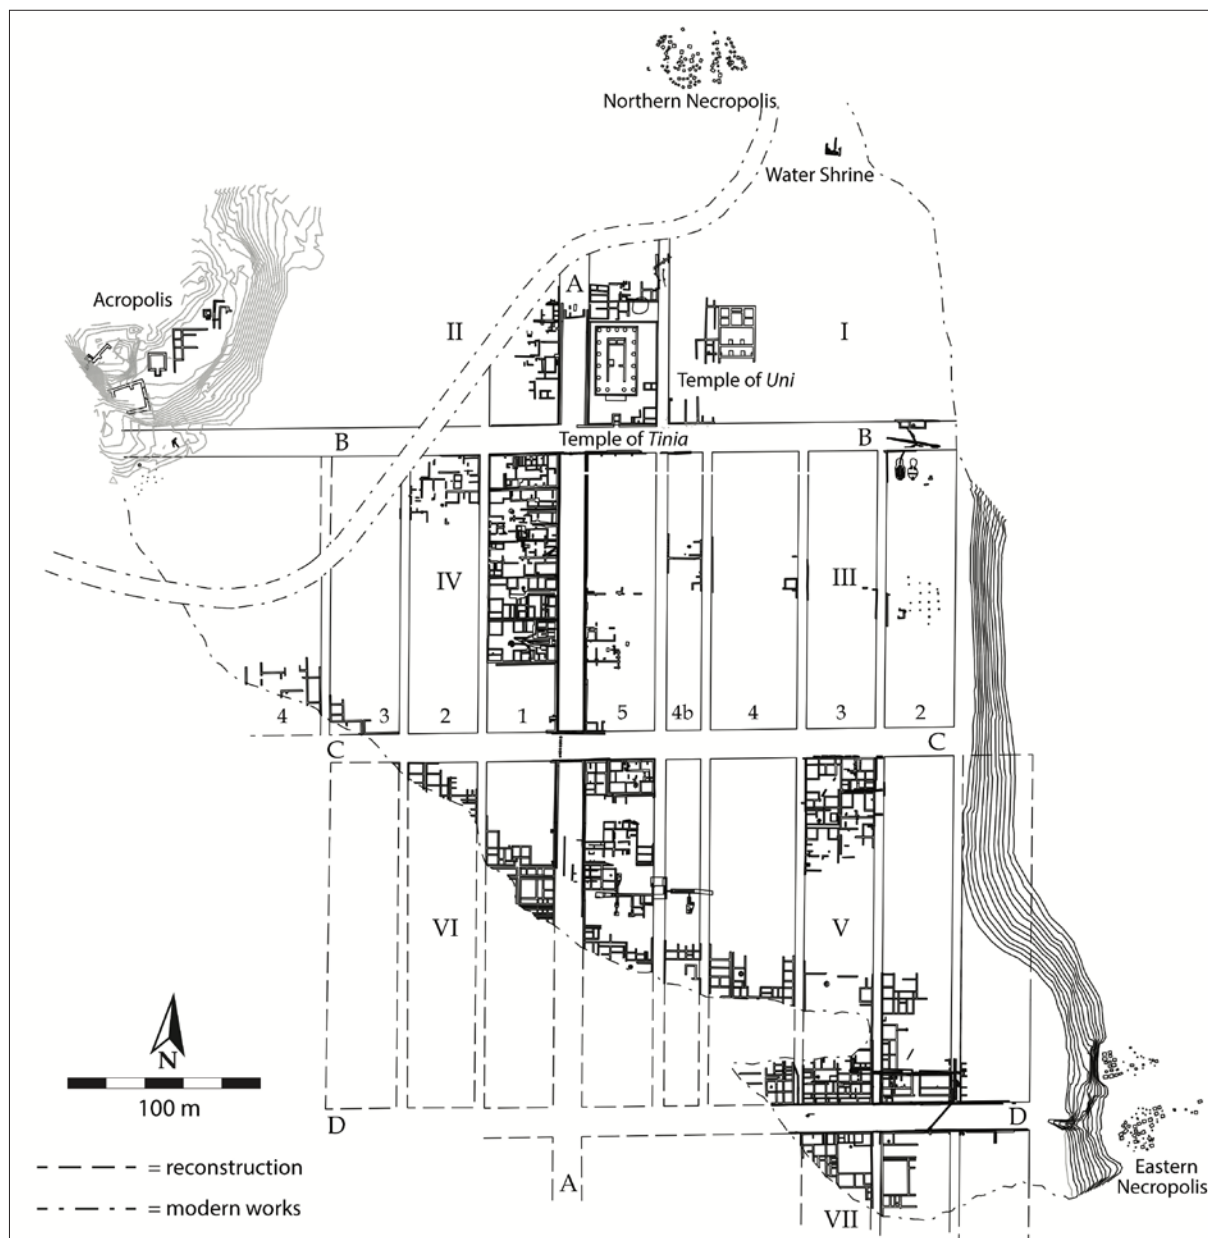 Northern Necropolis
Water Shrine
Acropolis
A
II
I
Temple of Uni
B
Temple of Tinia
B
IV
III
4
3
2
1
5
4b
4
3
2
C
C
VI
V
N
100 m
D
D
= reconstruction
= modern works
A
VII
Eastern
Necropolis